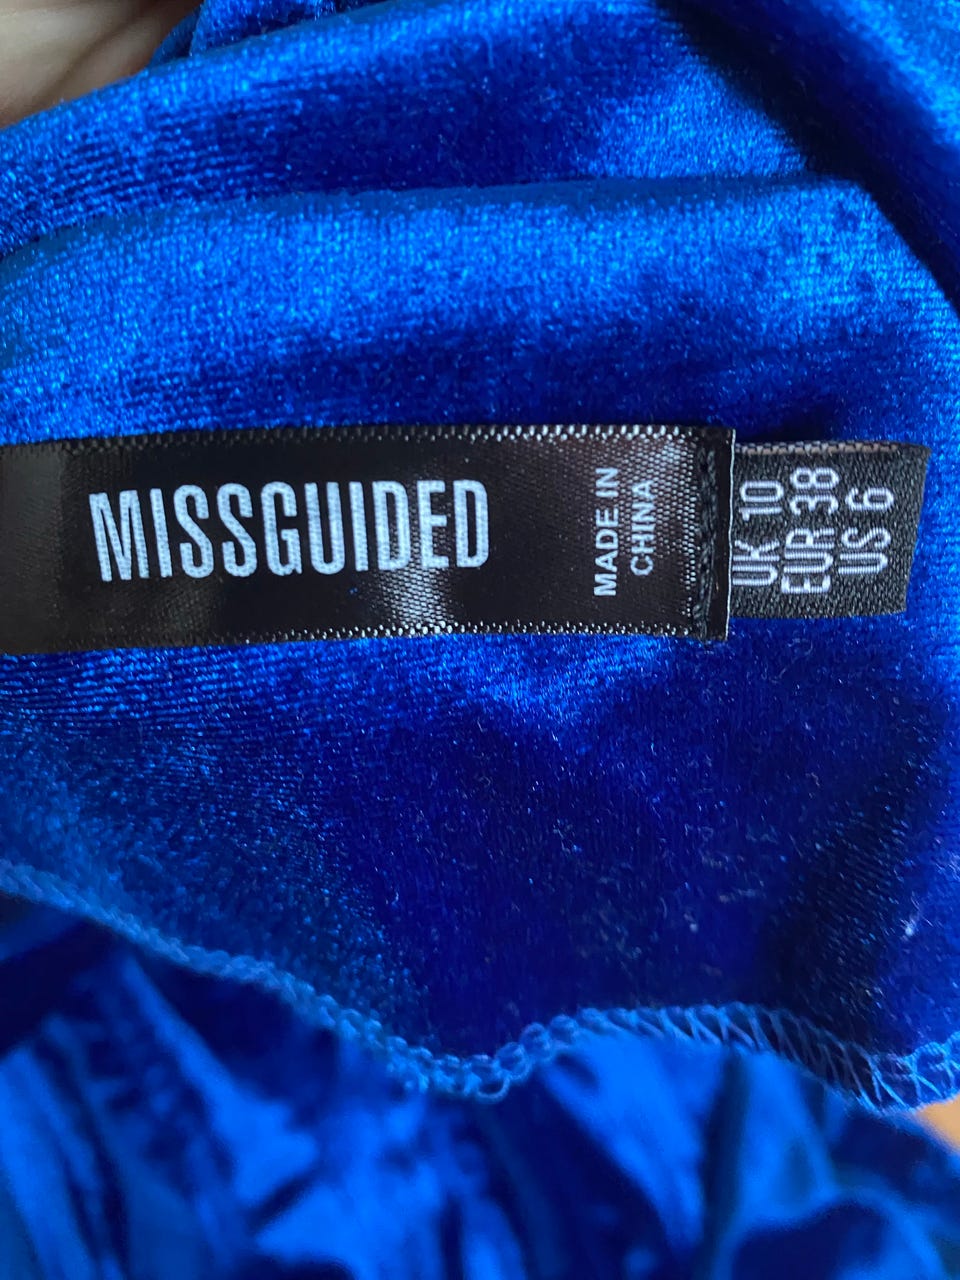 MISSGUIDED
MADE IN
CHINA
UK 10
EUR 38
US 6